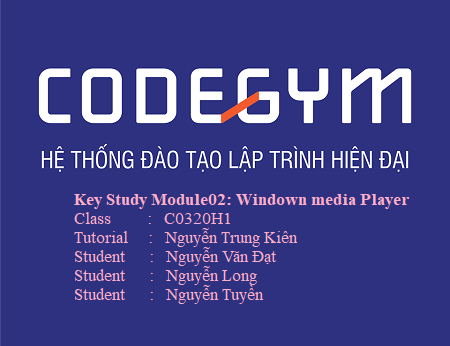 CODEGYM
HỆ THỐNG ĐÀO TẠO LẬP TRÌNH HIỆN ĐẠI
Key Study Module02: Windown media Player
Class : C0320H1
Tutorial : Nguyễn Trung Kiên
Student : Nguyễn Văn Đạt
Student : Nguyễn Long
Student : Nguyễn Tuyển